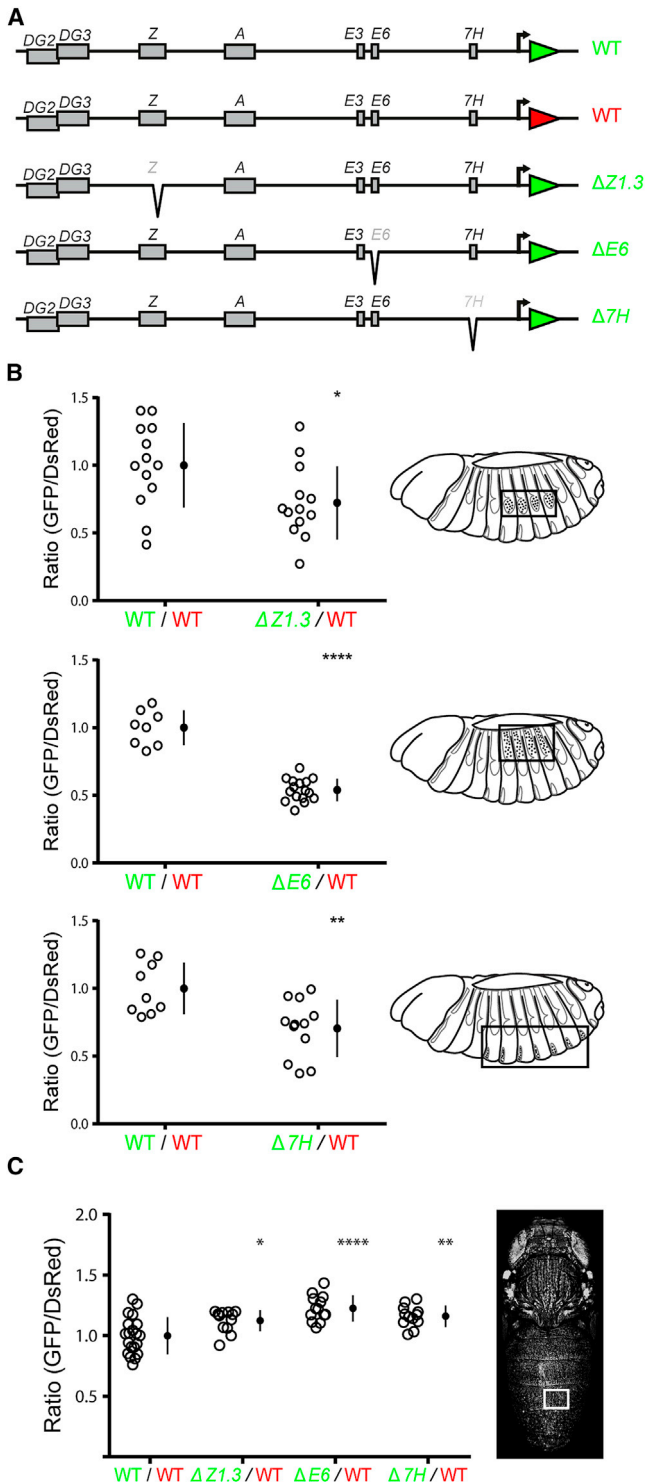 A
DG2 DG3 Z A E3 E6 7H WT
DG2 DG3 Z A E3 E6 7H WT
DG2 DG3 Z A E3 E6 7H ΔZ1.3
DG2 DG3 Z A E3 E6 7H ΔE6
DG2 DG3 Z A E3 E6 7H Δ7H
B
Ratio (GFP/DsRed)
1.5
1.0
0.5
0.0
*
WT / WT
ΔZ1.3 / WT
Ratio (GFP/DsRed)
1.5
1.0
0.5
0.0
****
WT / WT
ΔE6 / WT
Ratio (GFP/DsRed)
1.5
1.0
0.5
0.0
**
WT / WT
Δ7H / WT
C
Ratio (GFP/DsRed)
2.0
1.5
1.0
0.5
*
****
**
WT / WT
ΔZ1.3 / WT
ΔE6 / WT
Δ7H / WT